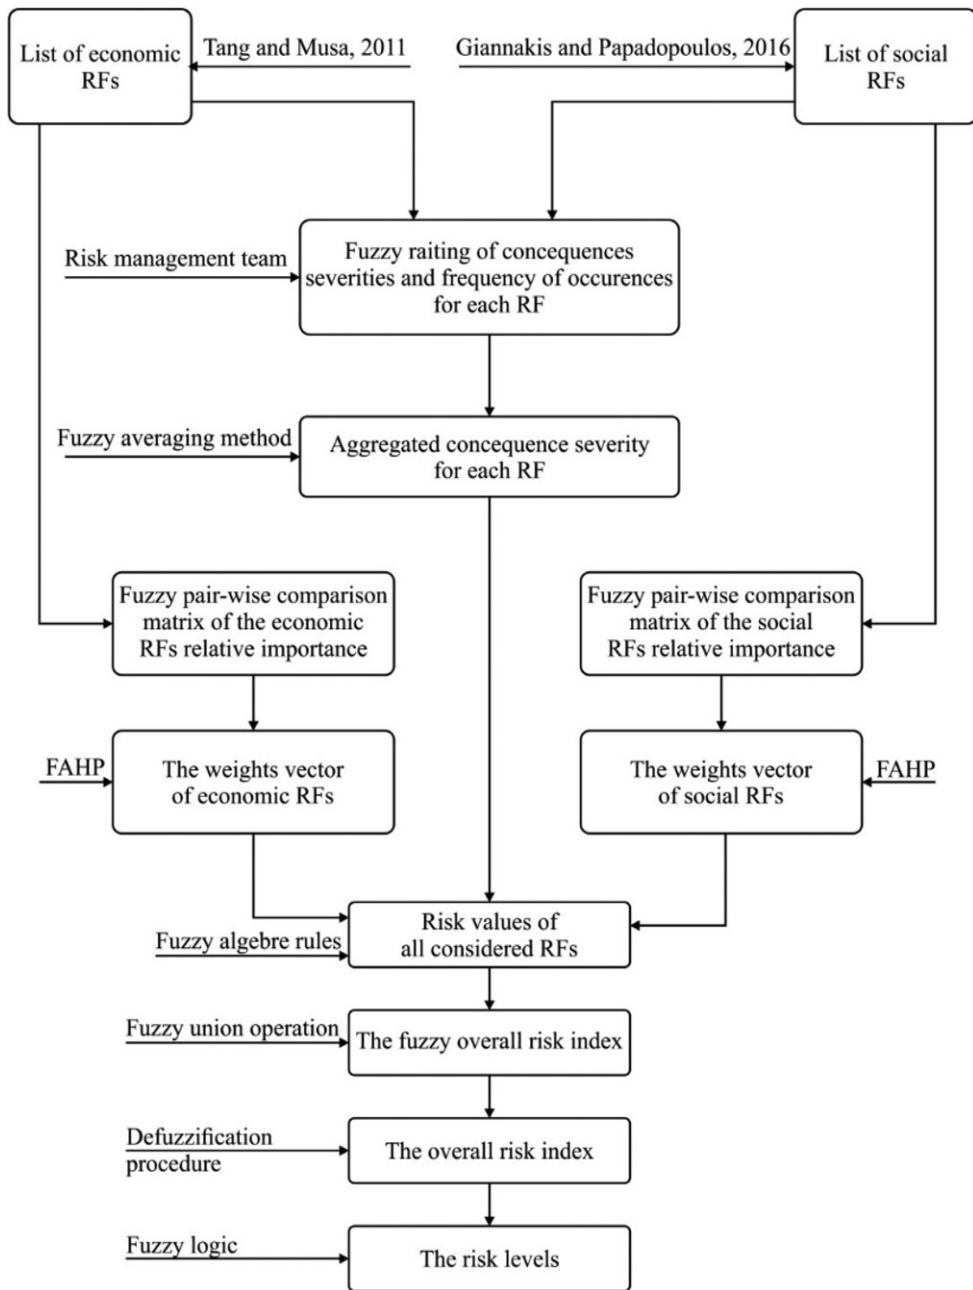 List of economic
RFs
Tang and Musa, 2011
Giannakis and Papadopoulos, 2016
List of social
RFs
Risk management team
Fuzzy raiting of concequences
severities and frequency of occurences
for each RF
Fuzzy averaging method
Aggregated concequence severity
for each RF
Fuzzy pair-wise comparison
matrix of the economic
RFs relative importance
Fuzzy pair-wise comparison
matrix of the social
RFs relative importance
FAHP
The weights vector
of economic RFs
The weights vector
of social RFs
FAHP
Risk values of
all considered RFs
Fuzzy algebre rules
Fuzzy union operation
The fuzzy overall risk index
Defuzzification
procedure
The overall risk index
Fuzzy logic
The risk levels